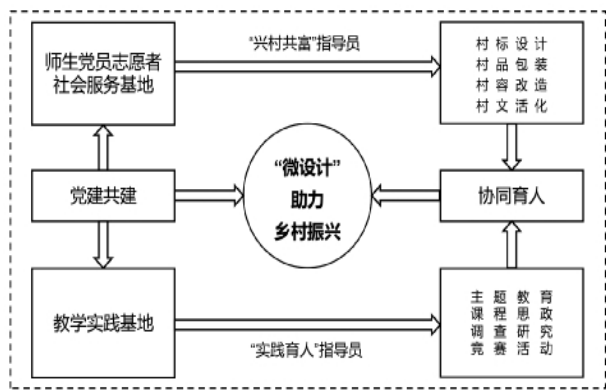 师生党员志愿者
社会服务基地
“兴村共富”指导员
村标设计
村品包装
村容改造
村文活化
党建共建
“微设计”
助力
乡村振兴
协同育人
教学实践基地
“实践育人”指导员
主题教育
课程思政
调查研究
竞赛活动